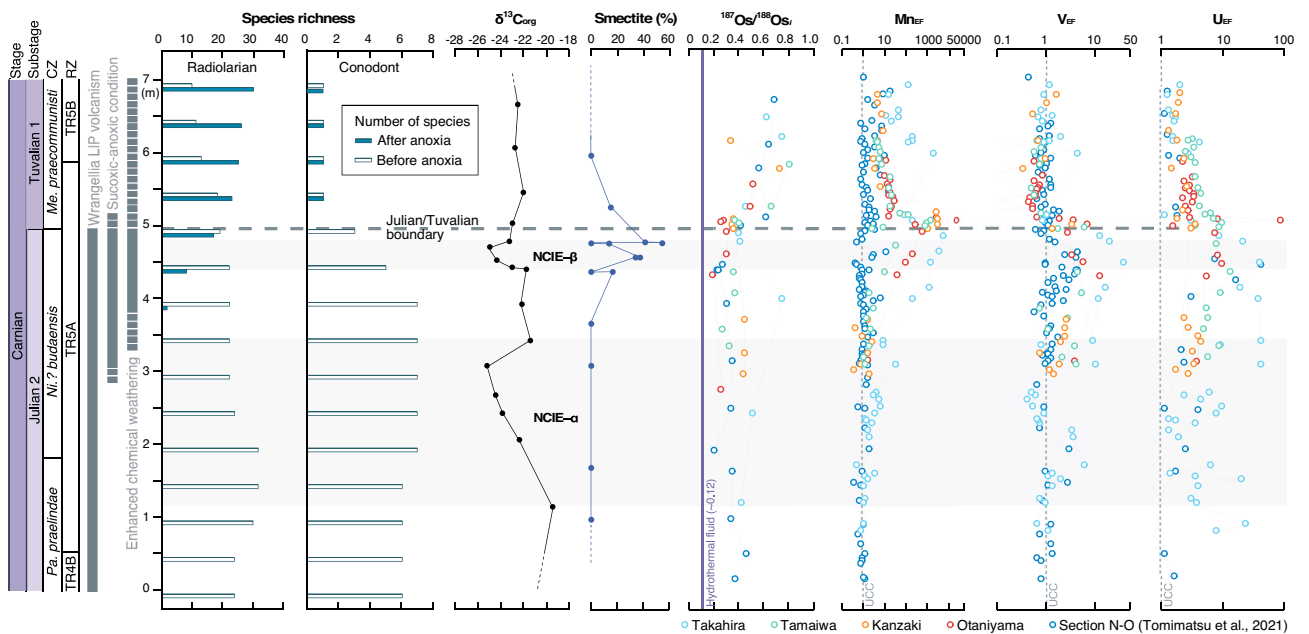 Species richness
δ¹³Corg
Smectite (%)
¹⁸⁷Os/¹⁸⁸Osᵢ
MnEF
VEF
UEF
Stage
Substage
CZ
RZ
0 10 20 30 40
0 2 4 6 8
-28 -26 -24 -22 -20 -18
0 20 40 60
0 0.2 0.4 0.6 0.8 1.0
0.1 10 1000 50000
0.1 1 10 50
1 10 100
Radiolarian
Conodont
7
(m)
6
5
4
3
2
1
0
Carnian
Tuvalian 1
Julian 2
Me. praecommunisti
Ni.? budaensis
Pa. praelindae
TR5B
TR5A
TR4B
Wrangellia LIP volcanism
Sucoxic-anoxic condition
Enhanced chemical weathering
Number of species
After anoxia
Before anoxia
Julian/Tuvalian
boundary
NCIE–β
NCIE–α
Hydrothermal fluid (~0.12)
UCC
UCC
UCC
Takahira
Tamaiwa
Kanzaki
Otaniyama
Section N-O (Tomimatsu et al., 2021)